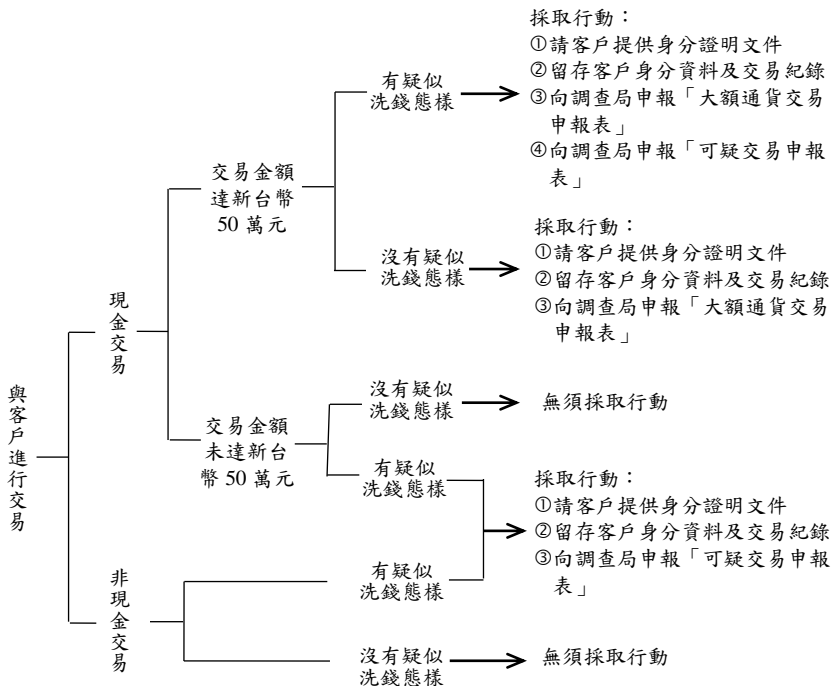 與客戶進行交易
現金交易
交易金額
達新台幣
50 萬元
有疑似
洗錢態樣
採取行動：
①請客戶提供身分證明文件
②留存客戶身分資料及交易紀錄
③向調查局申報「大額通貨交易
申報表」
④向調查局申報「可疑交易申報
表」
沒有疑似
洗錢態樣
採取行動：
①請客戶提供身分證明文件
②留存客戶身分資料及交易紀錄
③向調查局申報「大額通貨交易
申報表」
交易金額
未達新台
幣 50 萬元
沒有疑似
洗錢態樣
無須採取行動
有疑似
洗錢態樣
非現金交易
有疑似
洗錢態樣
採取行動：
①請客戶提供身分證明文件
②留存客戶身分資料及交易紀錄
③向調查局申報「可疑交易申報
表」
沒有疑似
洗錢態樣
無須採取行動